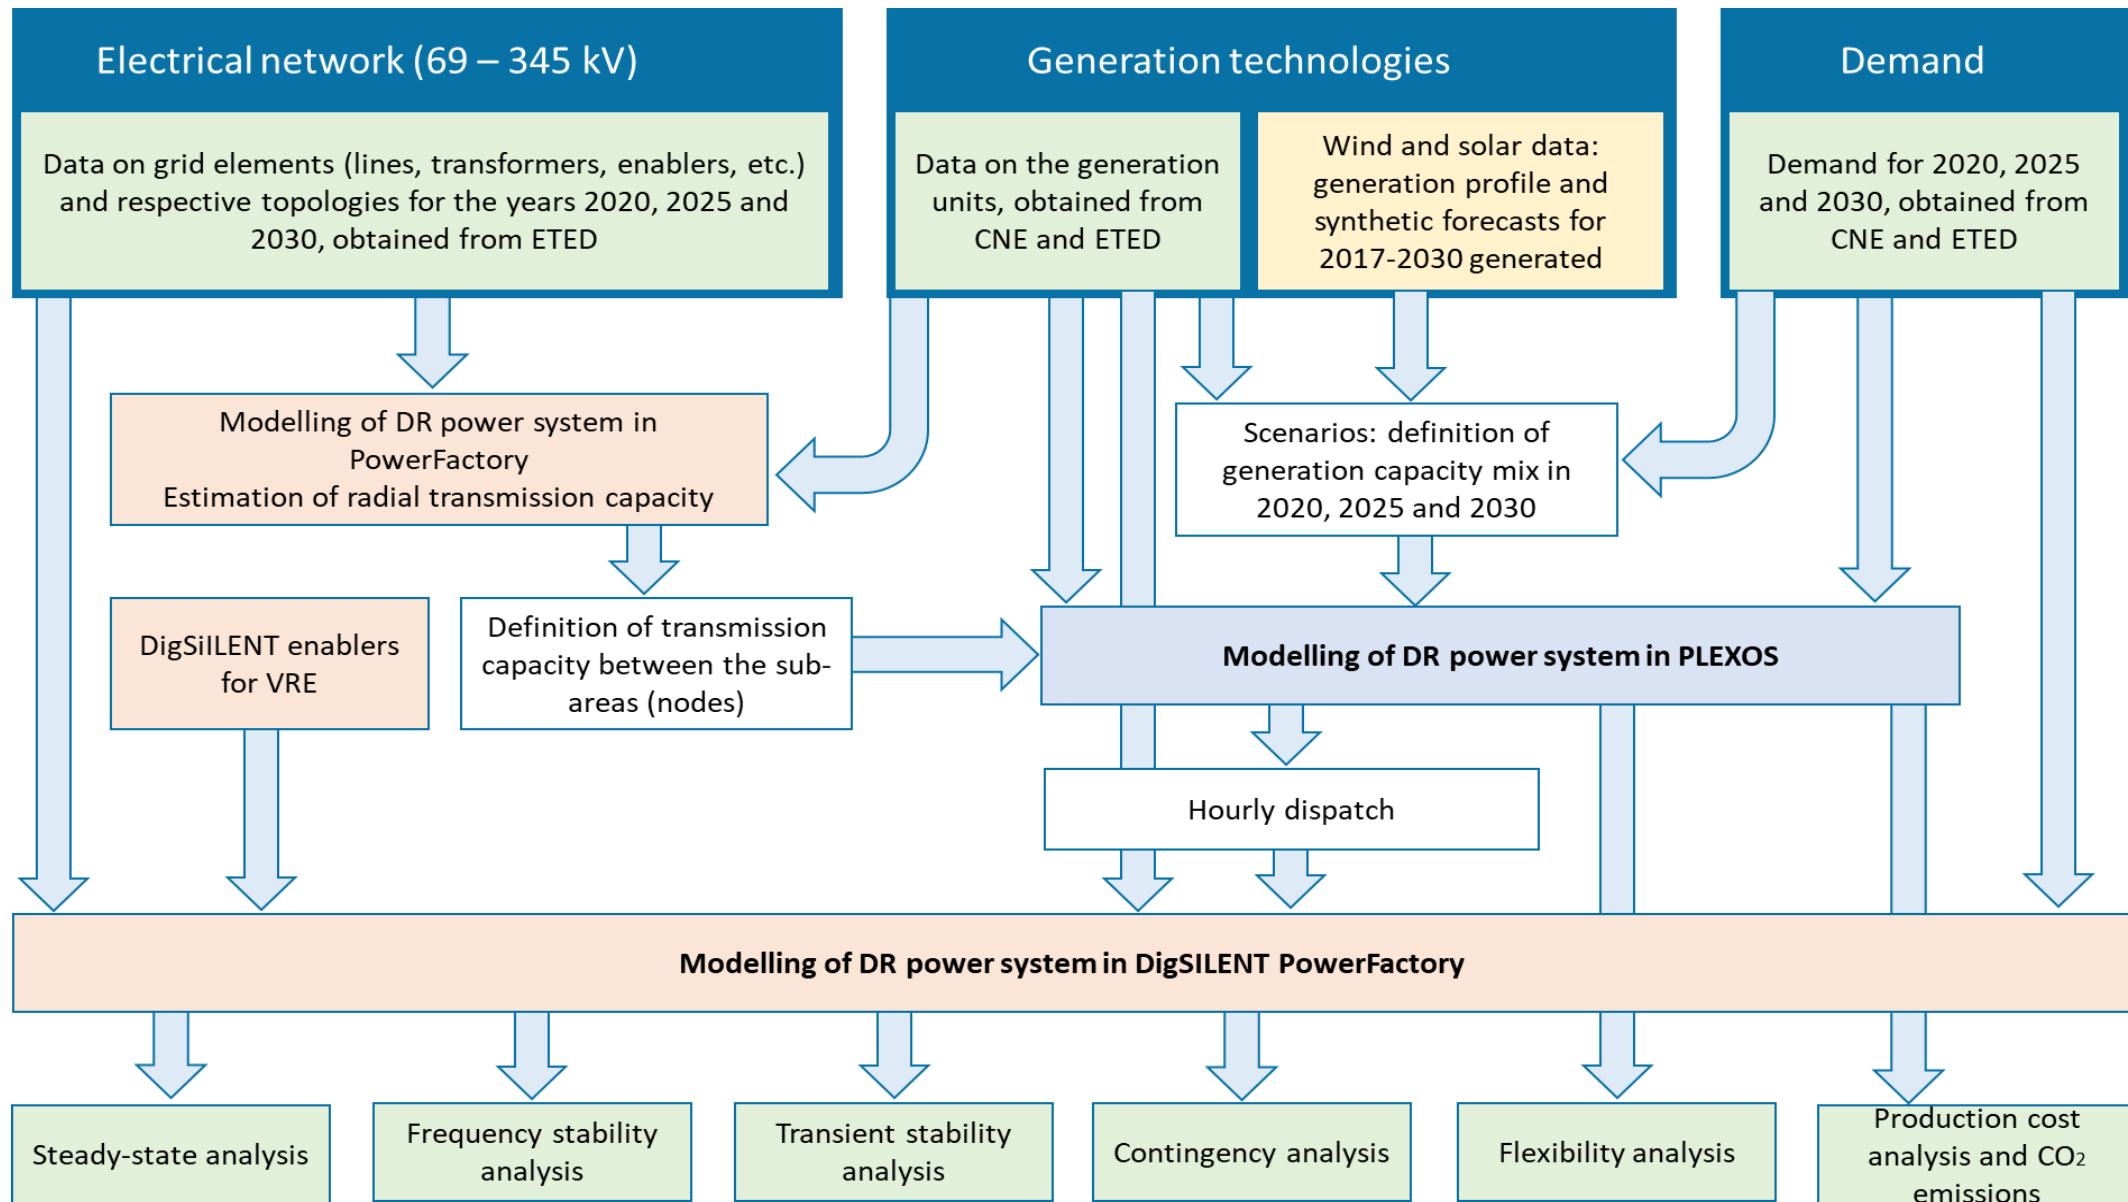 Electrical network (69 – 345 kV)
Generation technologies
Demand
Data on grid elements (lines, transformers, enablers, etc.)
and respective topologies for the years 2020, 2025 and
2030, obtained from ETED
Data on the generation
units, obtained from
CNE and ETED
Wind and solar data:
generation profile and
synthetic forecasts for
2017-2030 generated
Demand for 2020, 2025
and 2030, obtained from
CNE and ETED
Modelling of DR power system in
PowerFactory
Estimation of radial transmission capacity
Scenarios: definition of
generation capacity mix in
2020, 2025 and 2030
DigSiILENT enablers
for VRE
Definition of transmission
capacity between the sub-
areas (nodes)
Modelling of DR power system in PLEXOS
Hourly dispatch
Modelling of DR power system in DigSILENT PowerFactory
Steady-state analysis
Frequency stability
analysis
Transient stability
analysis
Contingency analysis
Flexibility analysis
Production cost
analysis and CO2
emissions